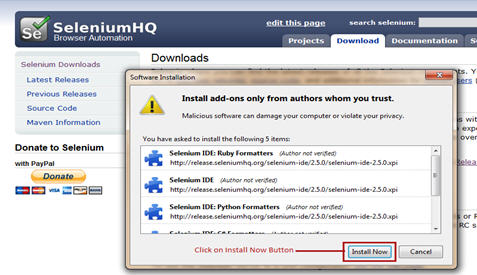 SeleniumHQ
Browser Automation
edit this page
search selenium:
Projects
Download
Documentation
Selenium Downloads
Latest Releases
Previous Releases
Source Code
Maven Information
Donate to Selenium
with PayPal
Donate
Downloads
Software Installation
Install add-ons only from authors whom you trust.
Malicious software can damage your computer or violate your privacy.
You have asked to install the following 5 items:
Selenium IDE: Ruby Formatters (Author not verified)
http://release.seleniumhq.org/selenium-ide/2.5.0/selenium-ide-2.5.0.xpi
Selenium IDE (Author not verified)
http://release.seleniumhq.org/selenium-ide/2.5.0/selenium-ide-2.5.0.xpi
Selenium IDE: Python Formatters (Author not verified)
http://release.seleniumhq.org/selenium-ide/2.5.0/selenium-ide-2.5.0.xpi
Click on Install Now Button
Install Now
Cancel